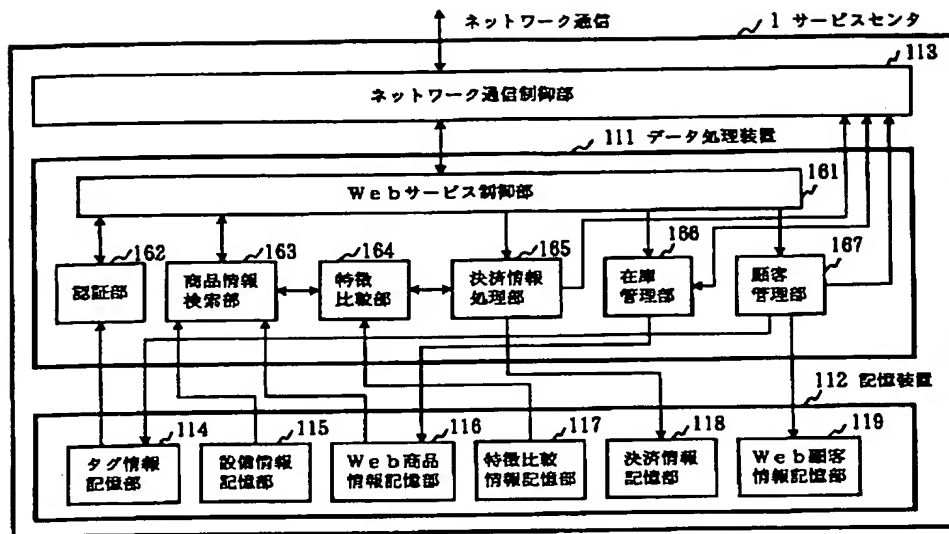 ネットワーク通信
1 サービスセンタ
113
ネットワーク通信制御部
111 データ処理装置
Webサービス制御部
161
162
163
164
165
166
167
認証部
商品情報
検索部
特徴
比較部
決済情報
処理部
在庫
管理部
顧客
管理部
112 記憶装置
114
115
116
117
118
119
タグ情報
記憶部
設備情報
記憶部
Web商品
情報記憶部
特徴比較
情報記憶部
決済情報
記憶部
Web顧客
情報記憶部